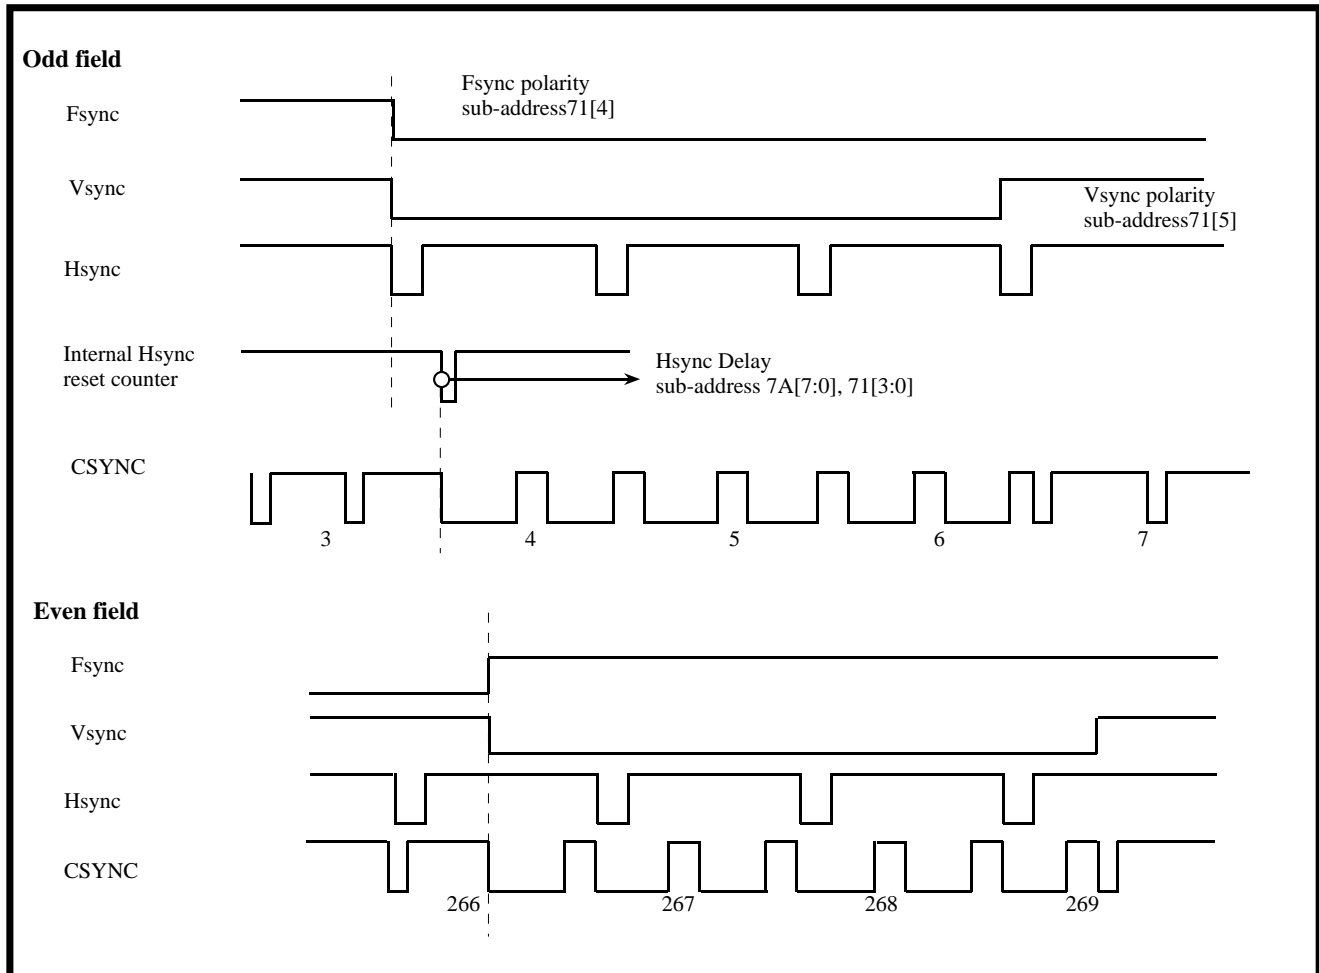 Odd field
Fsync polarity
sub-address71[4]
Fsync
Vsync
Vsync polarity
sub-address71[5]
Hsync
Internal Hsync
reset counter
Hsync Delay
sub-address 7A[7:0], 71[3:0]
CSYNC
3 4 5 6 7
Even field
Fsync
Vsync
Hsync
CSYNC
266 267 268 269